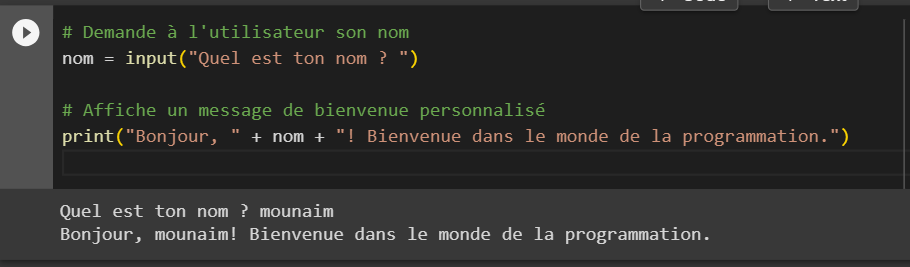 # Demande à l'utilisateur son nom
nom = input("Quel est ton nom ? ")
# Affiche un message de bienvenue personnalisé
print("Bonjour, " + nom + "! Bienvenue dans le monde de la programmation.")
Quel est ton nom ? mounaim
Bonjour, mounaim! Bienvenue dans le monde de la programmation.